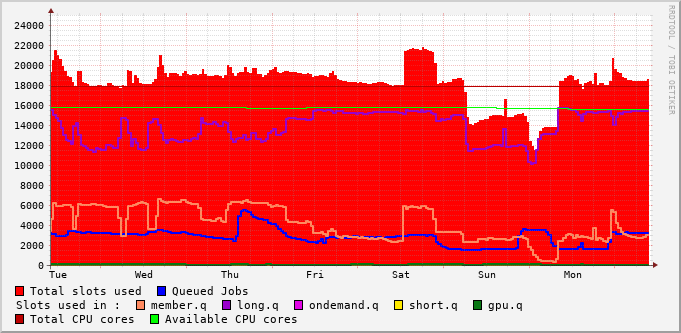 24000
22000
20000
18000
16000
14000
12000
10000
8000
6000
4000
2000
0
Tue Wed Thu Fri Sat Sun Mon
RRDTOOL / TOBI OETIKER
Total slots used Queued Jobs
Slots used in : member.q long.q ondemand.q short.q gpu.q
Total CPU cores Available CPU cores